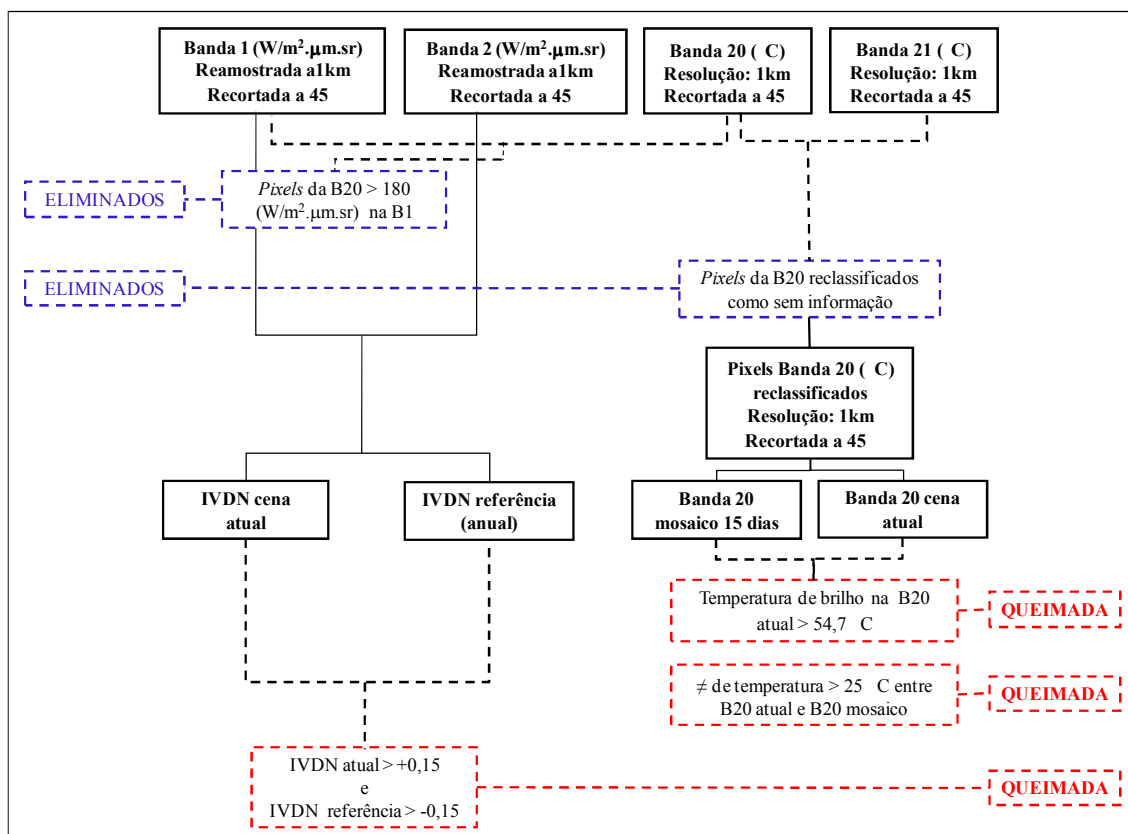 Banda 1 (W/m².µm.sr)
Reamostrada a1km
Recortada a 45
Banda 2 (W/m².µm.sr)
Reamostrada a1km
Recortada a 45
Banda 20 ( C)
Resolução: 1km
Recortada a 45
Banda 21 ( C)
Resolução: 1km
Recortada a 45
ELIMINADOS
Pixels da B20 > 180
(W/m².µm.sr) na B1
ELIMINADOS
Pixels da B20 reclassificados
como sem informação
Pixels Banda 20 ( C)
reclassificados
Resolução: 1km
Recortada a 45
IVDN cena
atual
IVDN referência
(anual)
Banda 20
mosaico 15 dias
Banda 20 cena
atual
Temperatura de brilho na B20
atual > 54,7 C
QUEIMADA
≠ de temperatura > 25 C entre
B20 atual e B20 mosaico
QUEIMADA
IVDN atual > +0,15
e
IVDN referência > -0,15
QUEIMADA